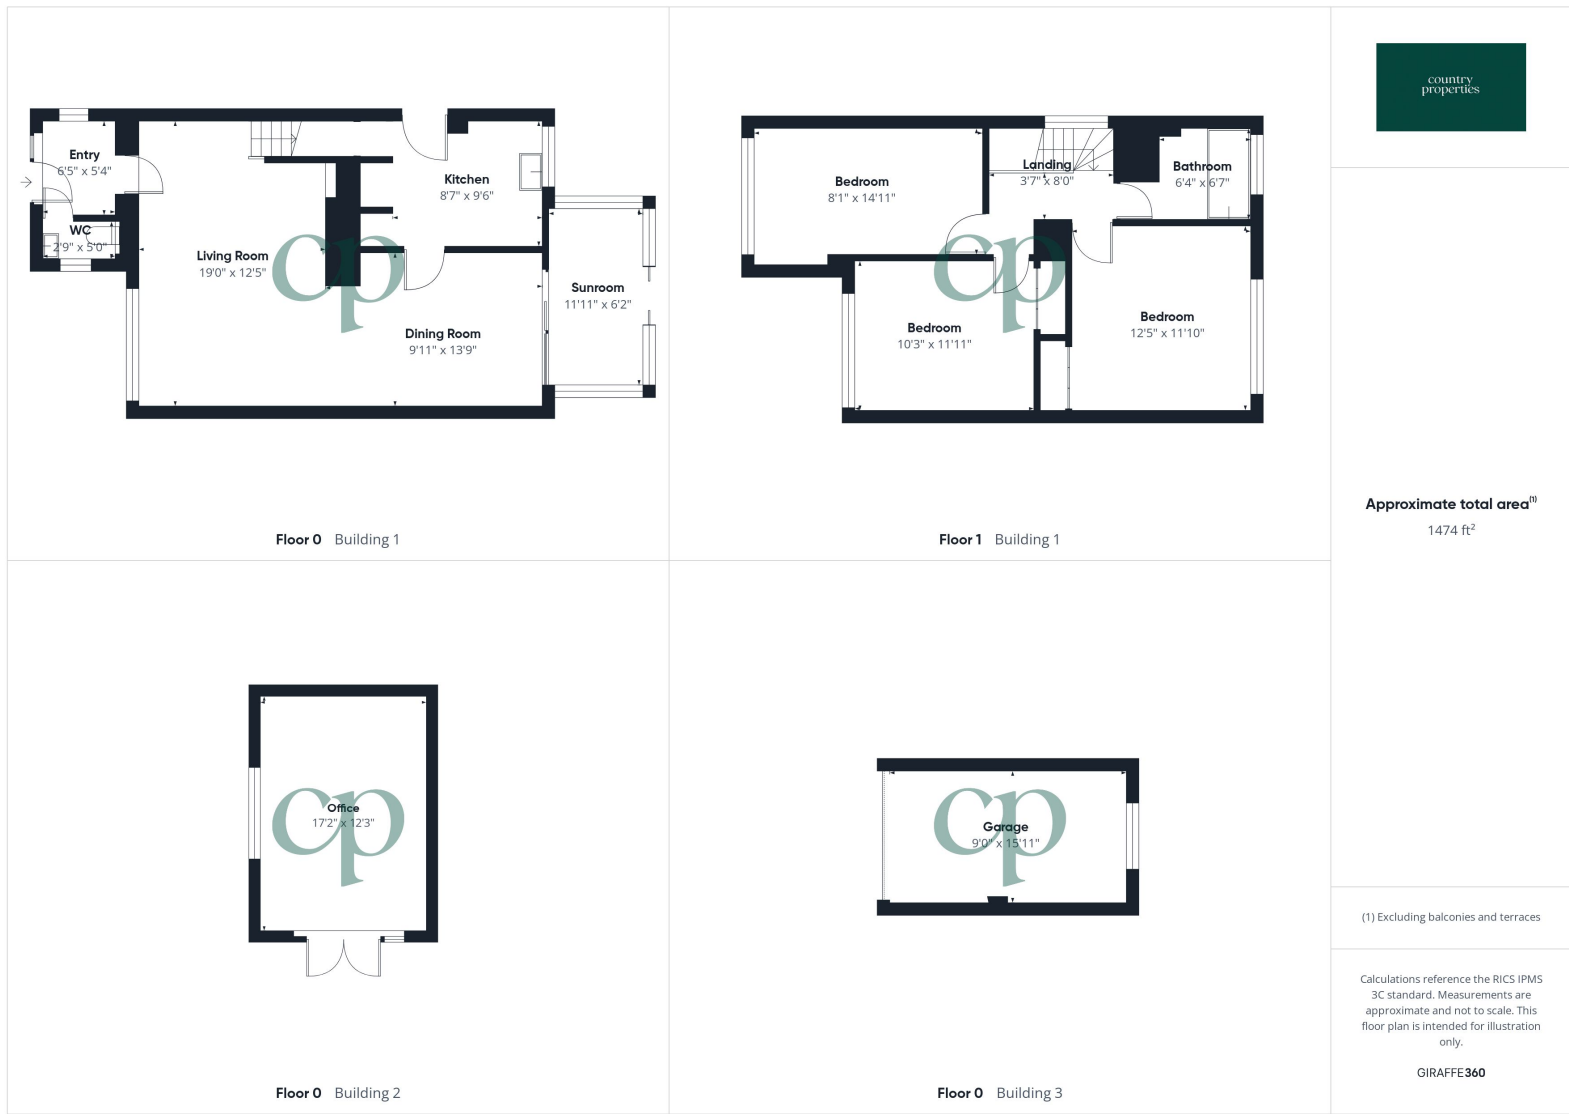 Entry
6'5" x 5'4"
WC
2'9" x 5'0"
Living Room
19'0" x 12'5"
Kitchen
8'7" x 9'6"
Dining Room
9'11" x 13'9"
Sunroom
11'11" x 6'2"
cp
Floor 0 Building 1
Bedroom
8'1" x 14'11"
Landing
3'7" x 8'0"
Bathroom
6'4" x 6'7"
Bedroom
10'3" x 11'11"
Bedroom
12'5" x 11'10"
cp
Floor 1 Building 1
Office
17'2" x 12'3"
cp
Floor 0 Building 2
Garage
9'0" x 15'11"
cp
Floor 0 Building 3
country
properties
Approximate total area(1)
1474 ft²
(1) Excluding balconies and terraces
Calculations reference the RICS IPMS
3C standard. Measurements are
approximate and not to scale. This
floor plan is intended for illustration
only.
GIRAFFE360